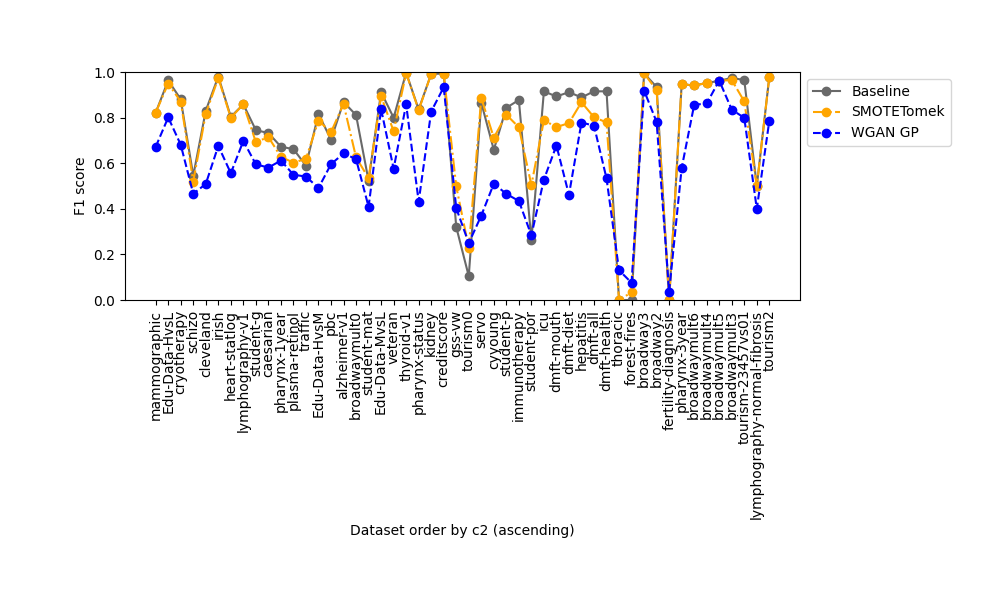 Baseline
SMOTETomek
WGAN GP
F1 score
1.0
0.8
0.6
0.4
0.2
0.0
mammographic
Edu-Data-HvsL
cryotherapy
schizo
cleveland
irish
heart-statlog
lymphography-v1
student-g
caesarian
pharynx-1year
plasma-retinol
traffic
Edu-Data-HvsM
pbc
alzheimer-v1
broadwaymult0
student-mat
Edu-Data-MvsL
veteran
thyroid-v1
pharynx-status
kidney
creditscore
gss-vw
tourism0
servo
cyyoung
student-p
immunotherapy
student-por
icu
dmft-mouth
dmft-diet
hepatitis
dmft-all
dmft-health
thoracic
forest-fires
broadway3
broadway2
fertility-diagnosis
pharynx-3year
broadwaymult6
broadwaymult4
broadwaymult5
broadwaymult3
tourism-23457vs01
lymphography-normal-fibrosis
tourism2
Dataset order by c2 (ascending)